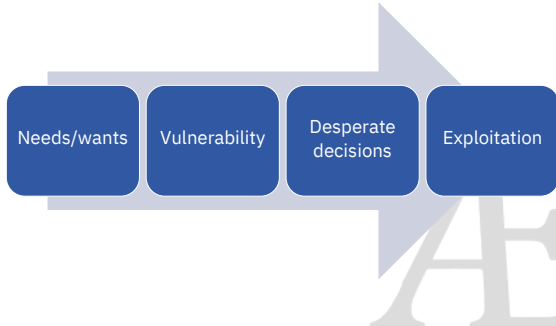 Needs/wants
Vulnerability
Desperate
decisions
Exploitation
Æ